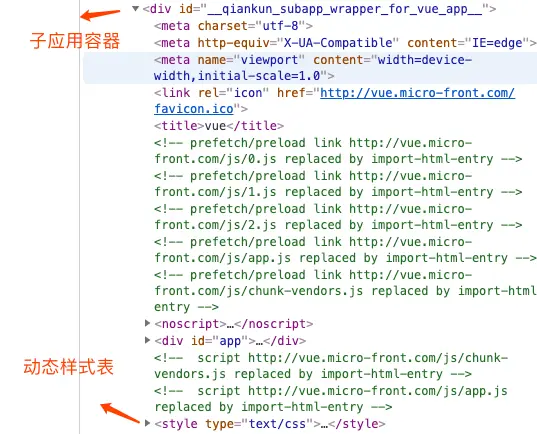 ▼<div id="__qiankun_subapp_wrapper_for_vue_app__">
子应用容器
<meta charset="utf-8">
<meta http-equiv="X-UA-Compatible" content="IE=edge">
<meta name="viewport" content="width=device-
width,initial-scale=1.0">
<link rel="icon" href="http://vue.micro-front.com/
favicon.ico">
<title>vue</title>
<!-- prefetch/preload link http://vue.micro-
front.com/js/0.js replaced by import-html-entry -->
<!-- prefetch/preload link http://vue.micro-
front.com/js/1.js replaced by import-html-entry -->
<!-- prefetch/preload link http://vue.micro-
front.com/js/2.js replaced by import-html-entry -->
<!-- prefetch/preload link http://vue.micro-
front.com/js/app.js replaced by import-html-entry -->
<!-- prefetch/preload link http://vue.micro-
front.com/js/chunk-vendors.js replaced by import-html
entry -->
▶<noscript>…</noscript>
▶<div id="app">…</div>
<!--  script http://vue.micro-front.com/js/chunk-
动态样式表
vendors.js replaced by import-html-entry -->
<!--  script http://vue.micro-front.com/js/app.js
replaced by import-html-entry -->
▶<style type="text/css">…</style>